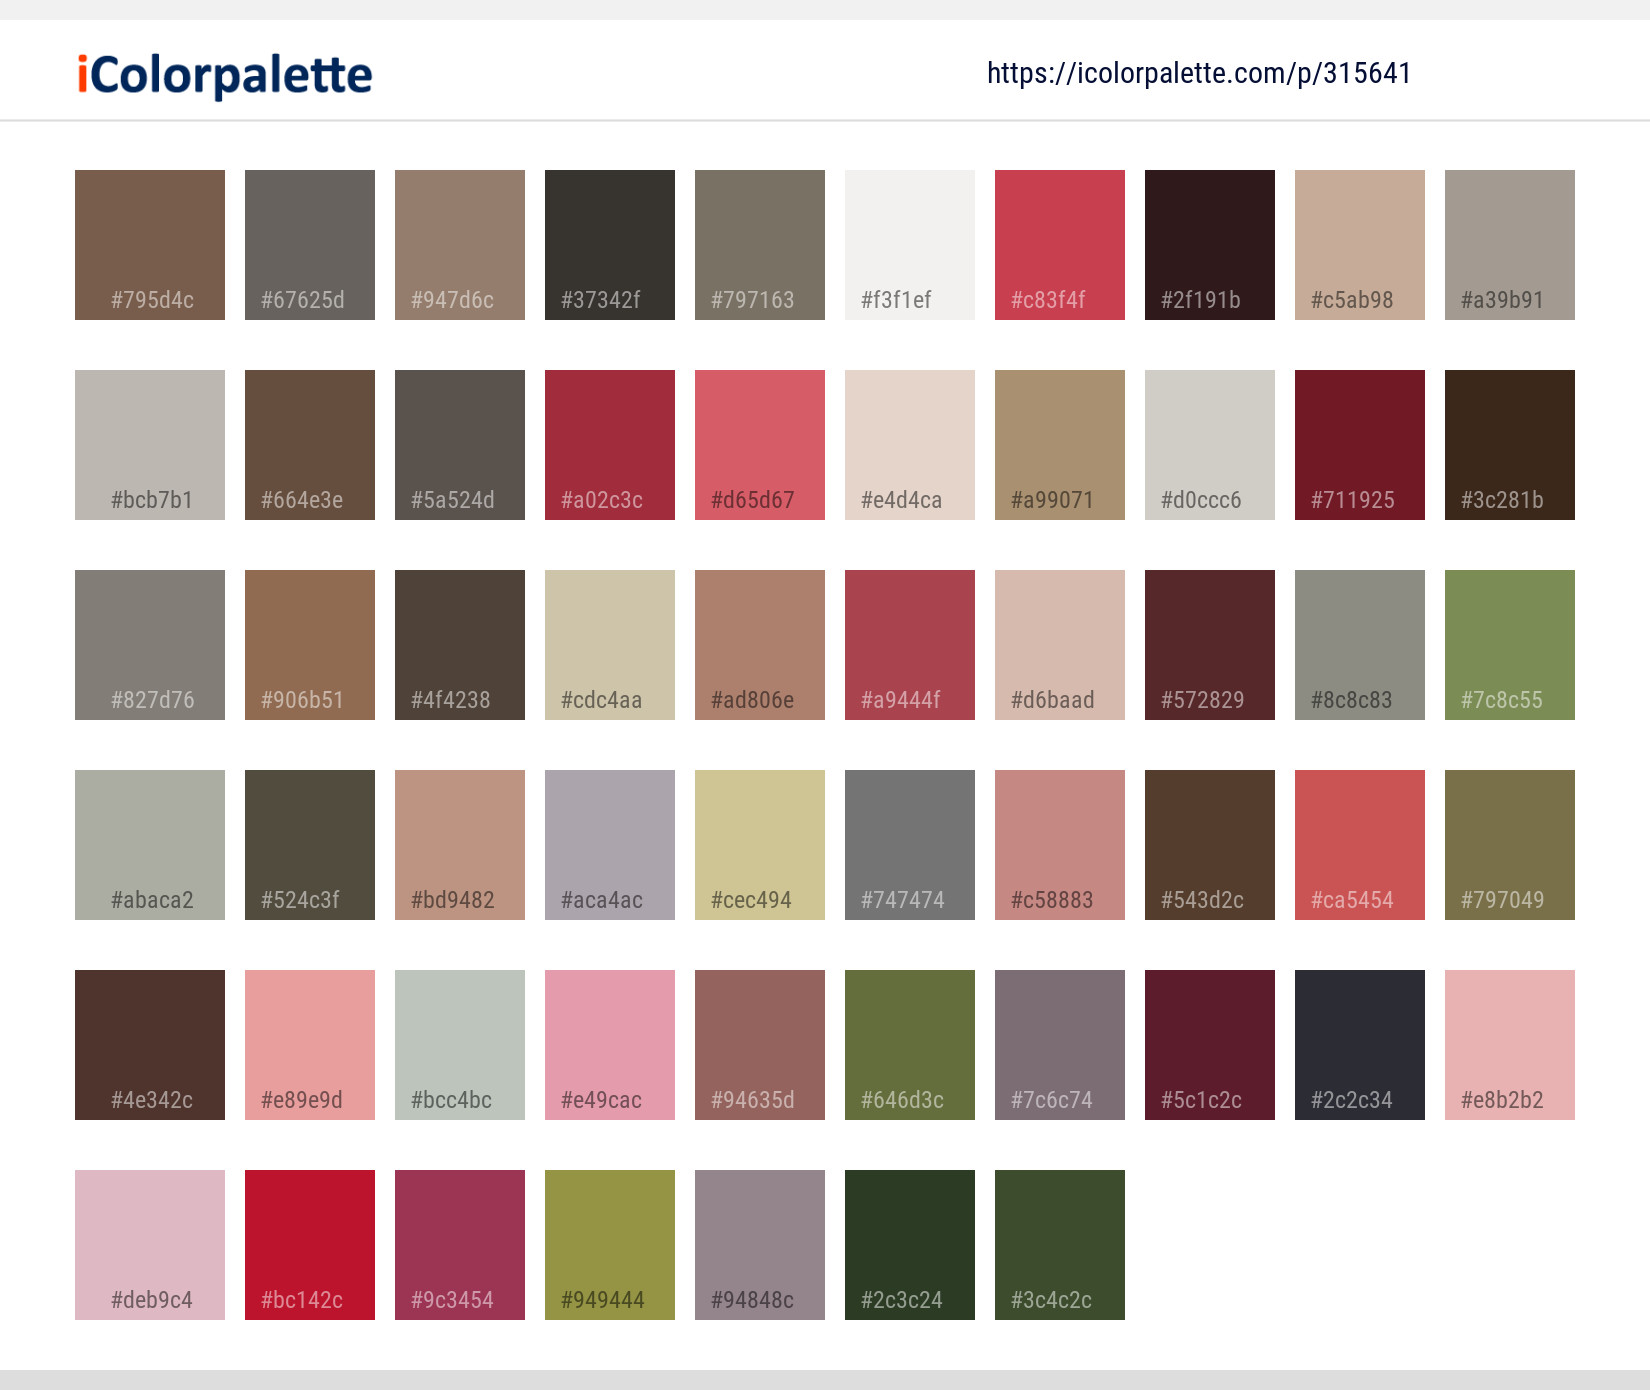 iColorpalette https://icolorpalette.com/p/315641
#795d4c #67625d #947d6c #37342f #797163 #f3f1ef #c83f4f #2f191b #c5ab98 #a39b91
#bcb7b1 #664e3e #5a524d #a02c3c #d65d67 #e4d4ca #a99071 #d0ccc6 #711925 #3c281b
#827d76 #906b51 #4f4238 #cdc4aa #ad806e #a9444f #d6baad #572829 #8c8c83 #7c8c55
#abaca2 #524c3f #bd9482 #aca4ac #cec494 #747474 #c58883 #543d2c #ca5454 #797049
#4e342c #e89e9d #bcc4bc #e49cac #94635d #646d3c #7c6c74 #5c1c2c #2c2c34 #e8b2b2
#deb9c4 #bc142c #9c3454 #949444 #94848c #2c3c24 #3c4c2c